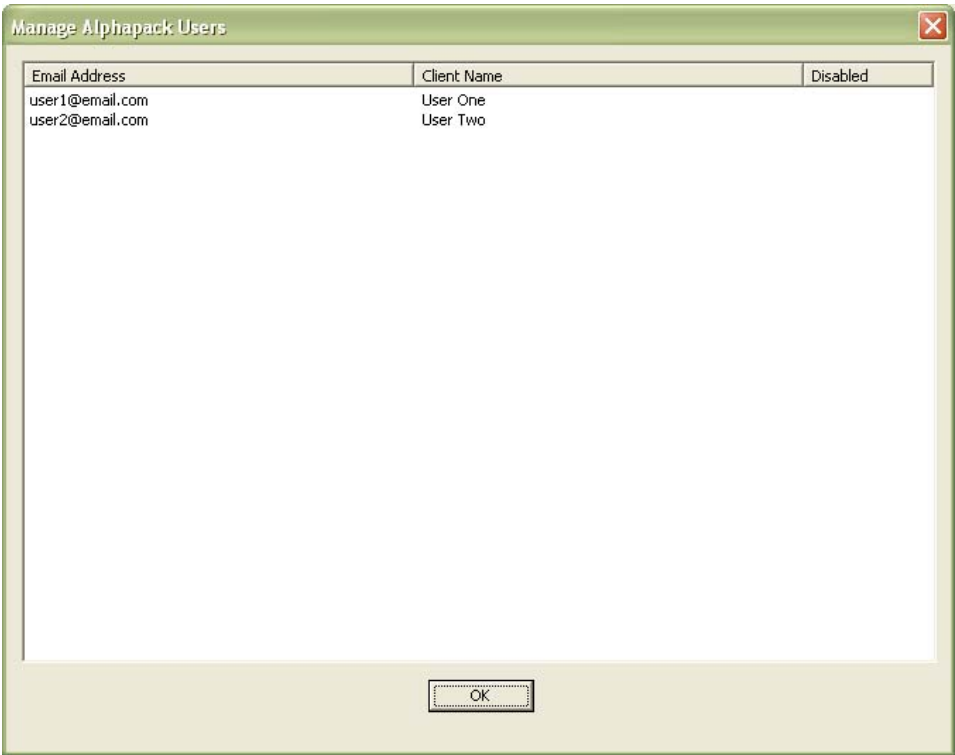 Manage Alphapack Users
Email Address Client Name Disabled
user1@email.com User One
user2@email.com User Two
OK